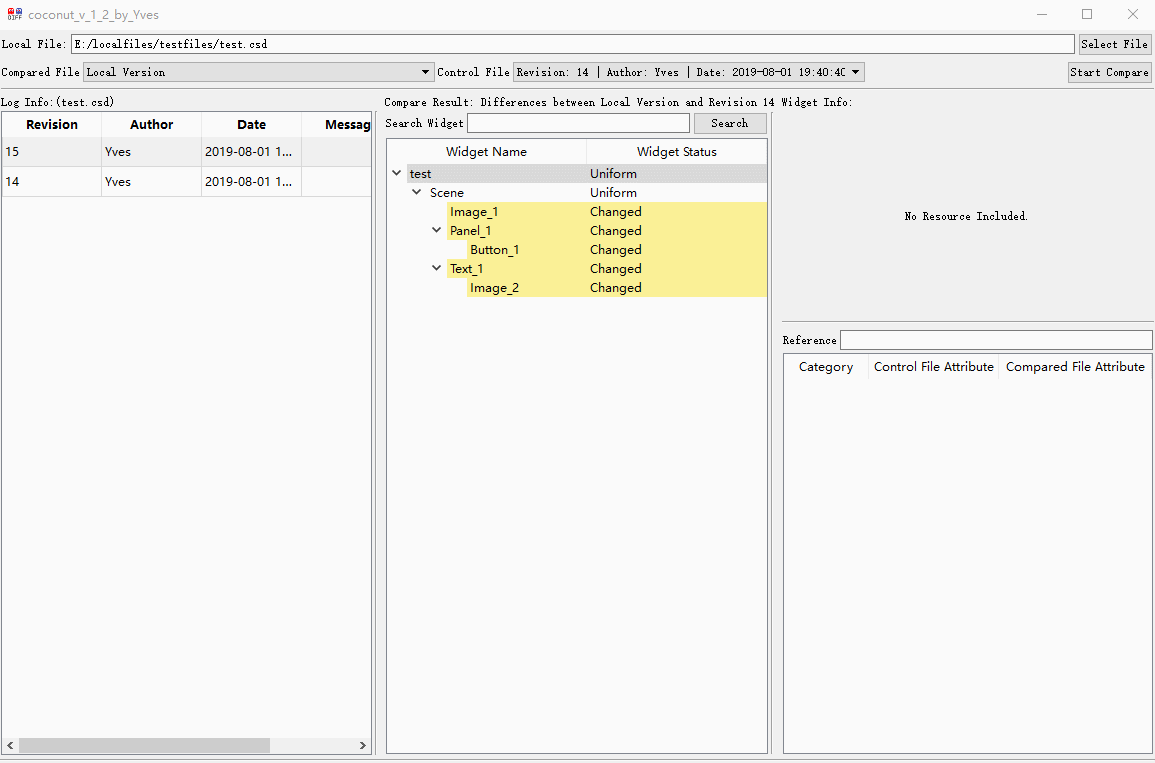 DIFF coconut_v_1_2_by_Yves
Local File: E:/localfiles/testfiles/test.csd Select File
Compared File Local Version Control File Revision: 14 | Author: Yves | Date: 2019-08-01 19:40:40 Start Compare
Log Info:(test.csd)
Revision Author Date Messag
15 Yves 2019-08-01 1...
14 Yves 2019-08-01 1...
Compare Result: Differences between Local Version and Revision 14
Search Widget Search
Widget Name Widget Status
test Uniform
Scene Uniform
Image_1 Changed
Panel_1 Changed
Button_1 Changed
Text_1 Changed
Image_2 Changed
Widget Info:
No Resource Included.
Reference
Category Control File Attribute Compared File Attribute